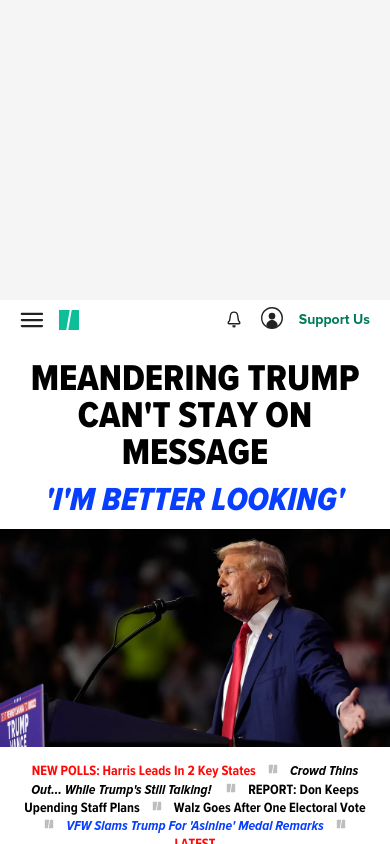 Support Us
MEANDERING TRUMP
CAN'T STAY ON
MESSAGE
'I'M BETTER LOOKING'
TRUMP
VANCE
NEW POLLS: Harris Leads In 2 Key States
Crowd Thins
Out... While Trump's Still Talking!
REPORT: Don Keeps
Upending Staff Plans
Walz Goes After One Electoral Vote
VFW Slams Trump For 'Asinine' Medal Remarks
LATEST